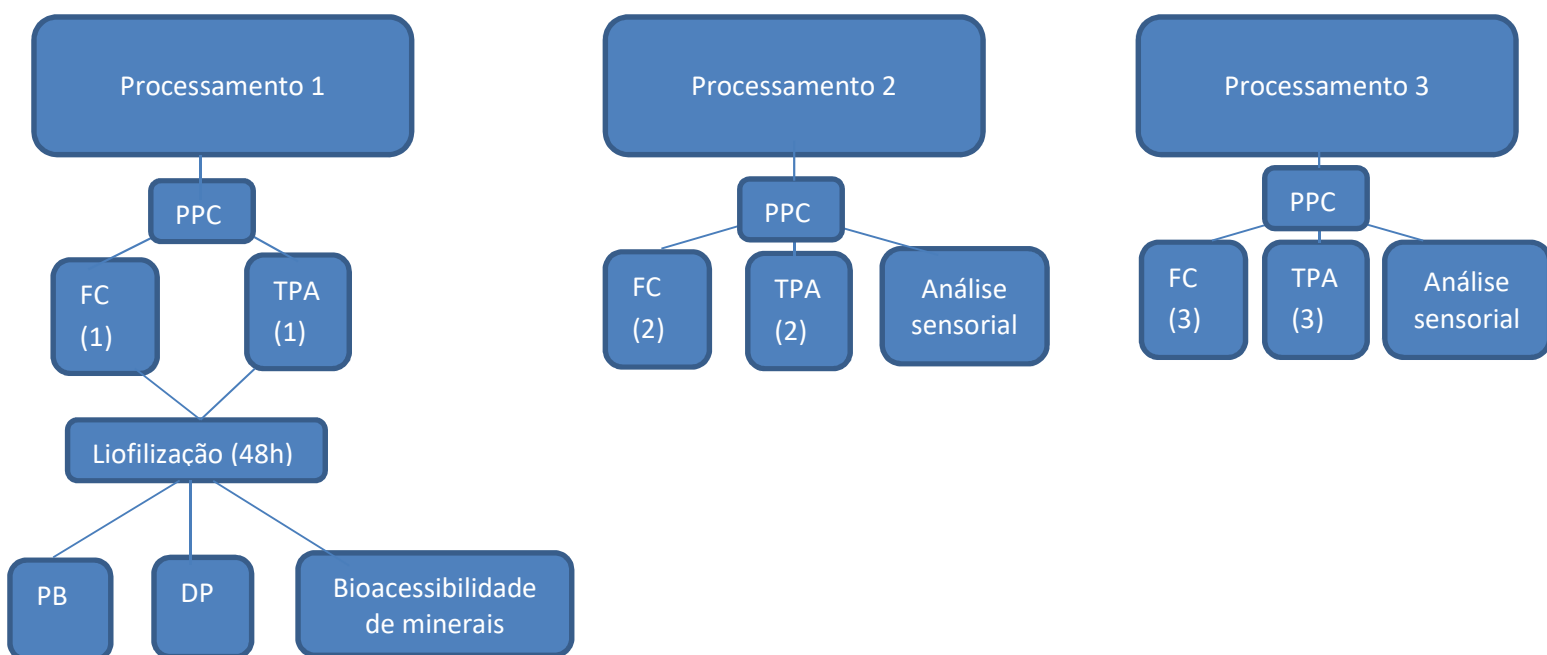 Processamento 1
Processamento 2
Processamento 3
PPC
PPC
PPC
FC
(1)
TPA
(1)
FC
(2)
TPA
(2)
Análise
sensorial
FC
(3)
TPA
(3)
Análise
sensorial
Liofilização (48h)
PB
DP
Bioacessibilidade
de minerais